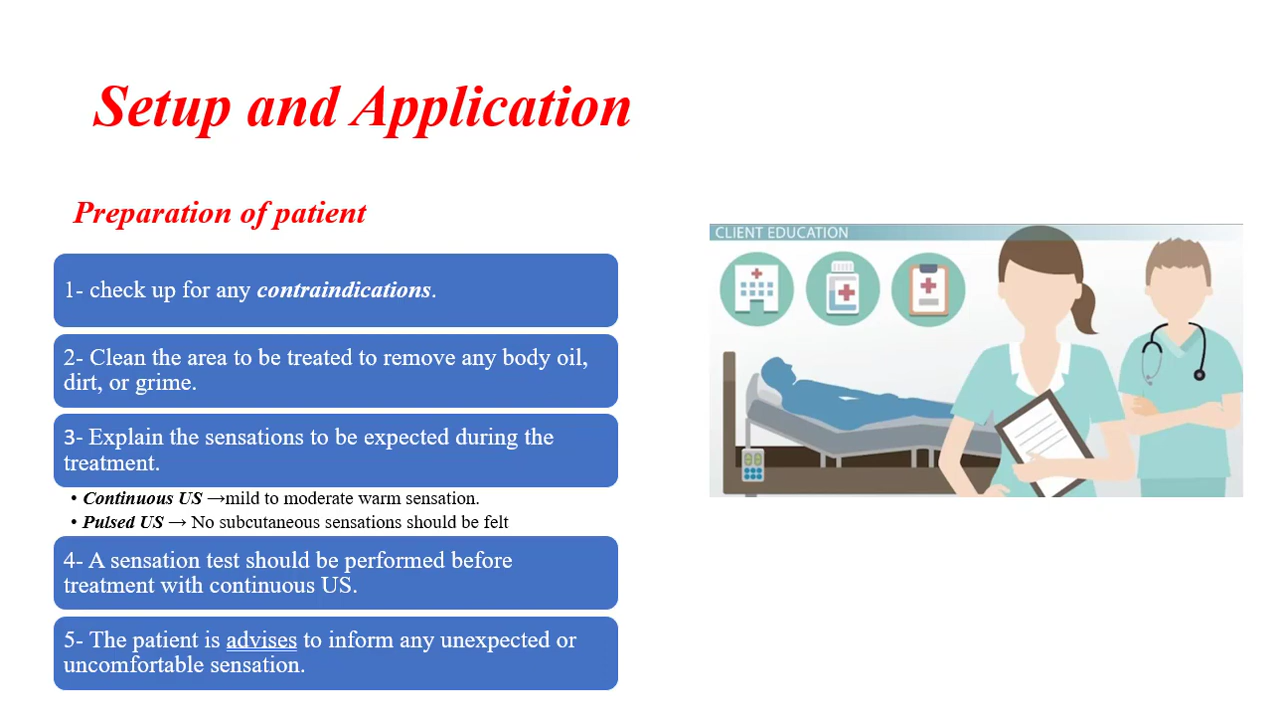 Setup and Application
Preparation of patient
1- check up for any contraindications.
2- Clean the area to be treated to remove any body oil,
dirt, or grime.
3- Explain the sensations to be expected during the
treatment.
• Continuous US →mild to moderate warm sensation.
• Pulsed US → No subcutaneous sensations should be felt
4- A sensation test should be performed before
treatment with continuous US.
5- The patient is advises to inform any unexpected or
uncomfortable sensation.
CLIENT EDUCATION